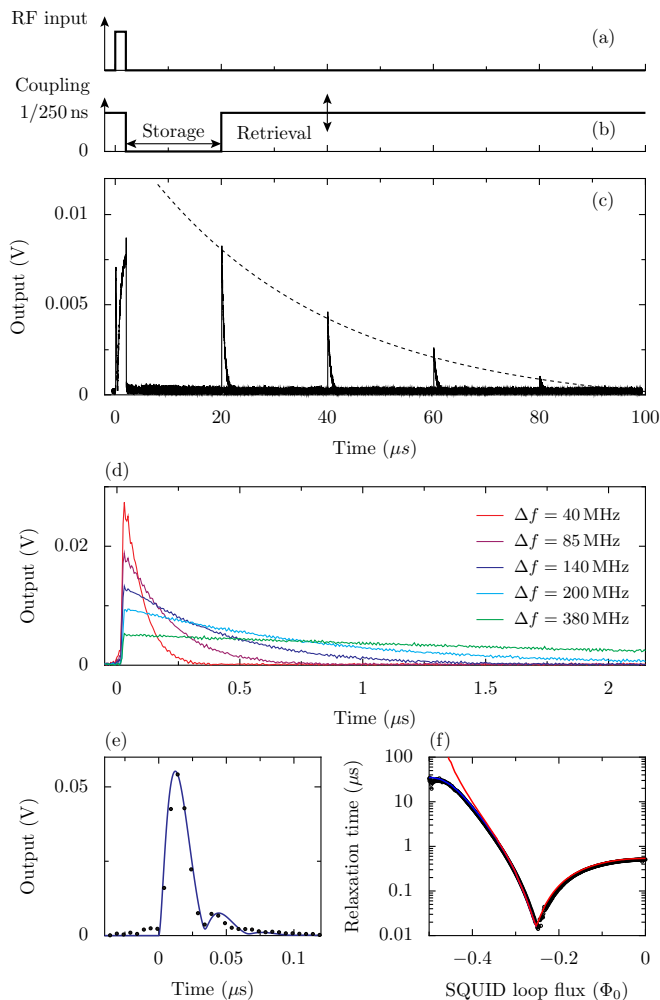 RF input
(a)
Coupling
1/250 ns
Storage
Retrieval
(b)
0
(c)
0.01
0.005
0
Output (V)
0 20 40 60 80 100
Time (μs)
(d)
0.02
0
Output (V)
Δf = 40 MHz
Δf = 85 MHz
Δf = 140 MHz
Δf = 200 MHz
Δf = 380 MHz
0 0.5 1 1.5 2
Time (μs)
(e)
0.05
0
Output (V)
0 0.05 0.1
Time (μs)
(f)
100
10
1
0.1
0.01
Relaxation time (μs)
−0.4 −0.2 0
SQUID loop flux (Φ₀)